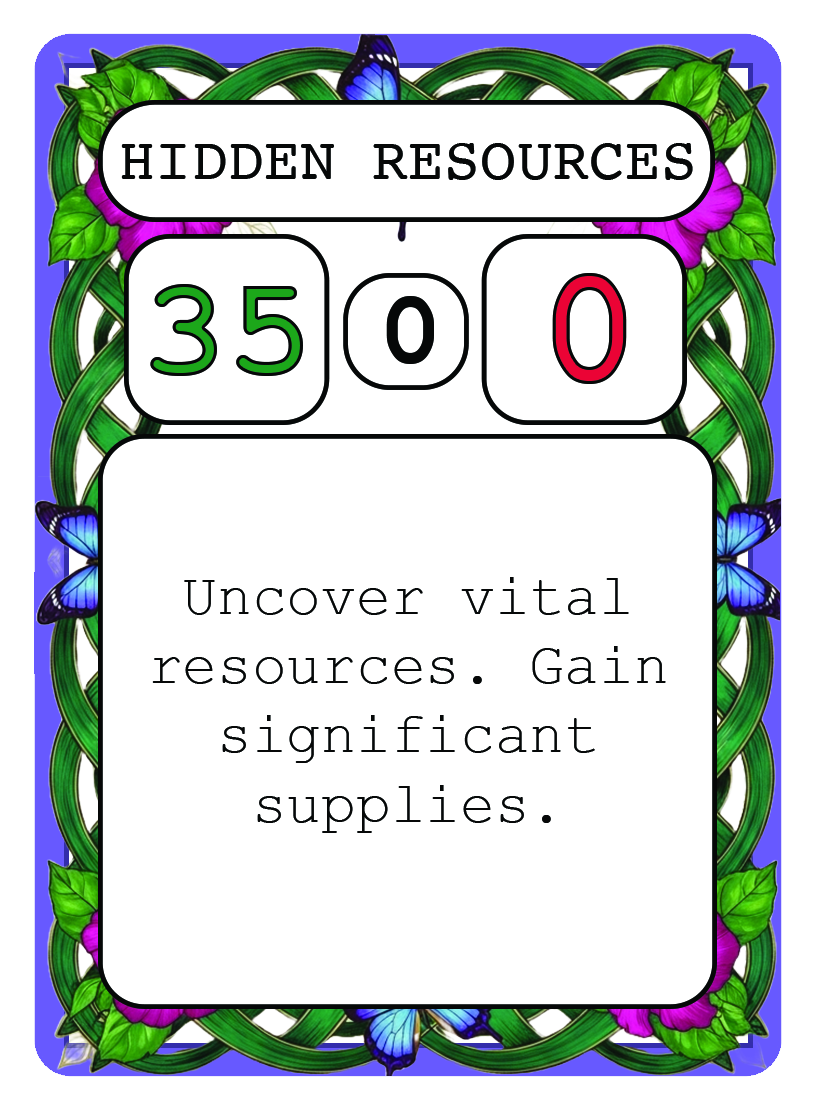 HIDDEN RESOURCES
35 0 0
Uncover vital
resources. Gain
significant
supplies.